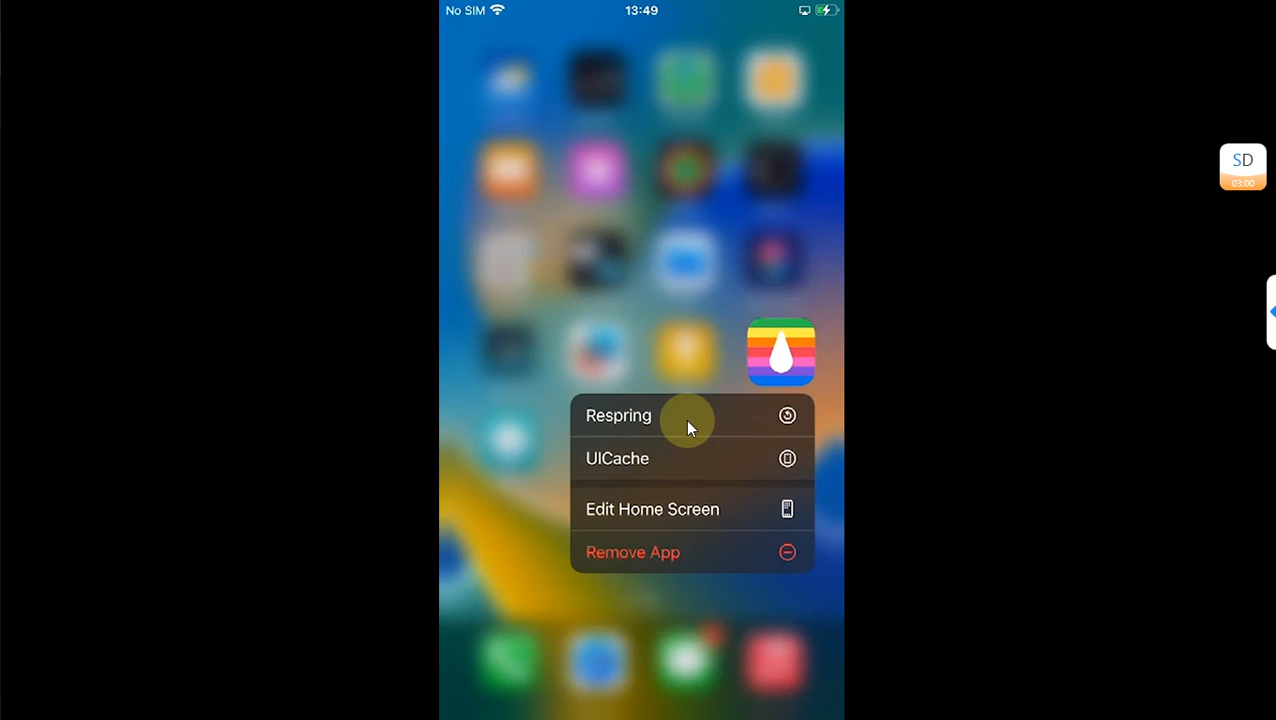 No SIM
13:49
SD
03:00
Respring
UICache
Edit Home Screen
Remove App